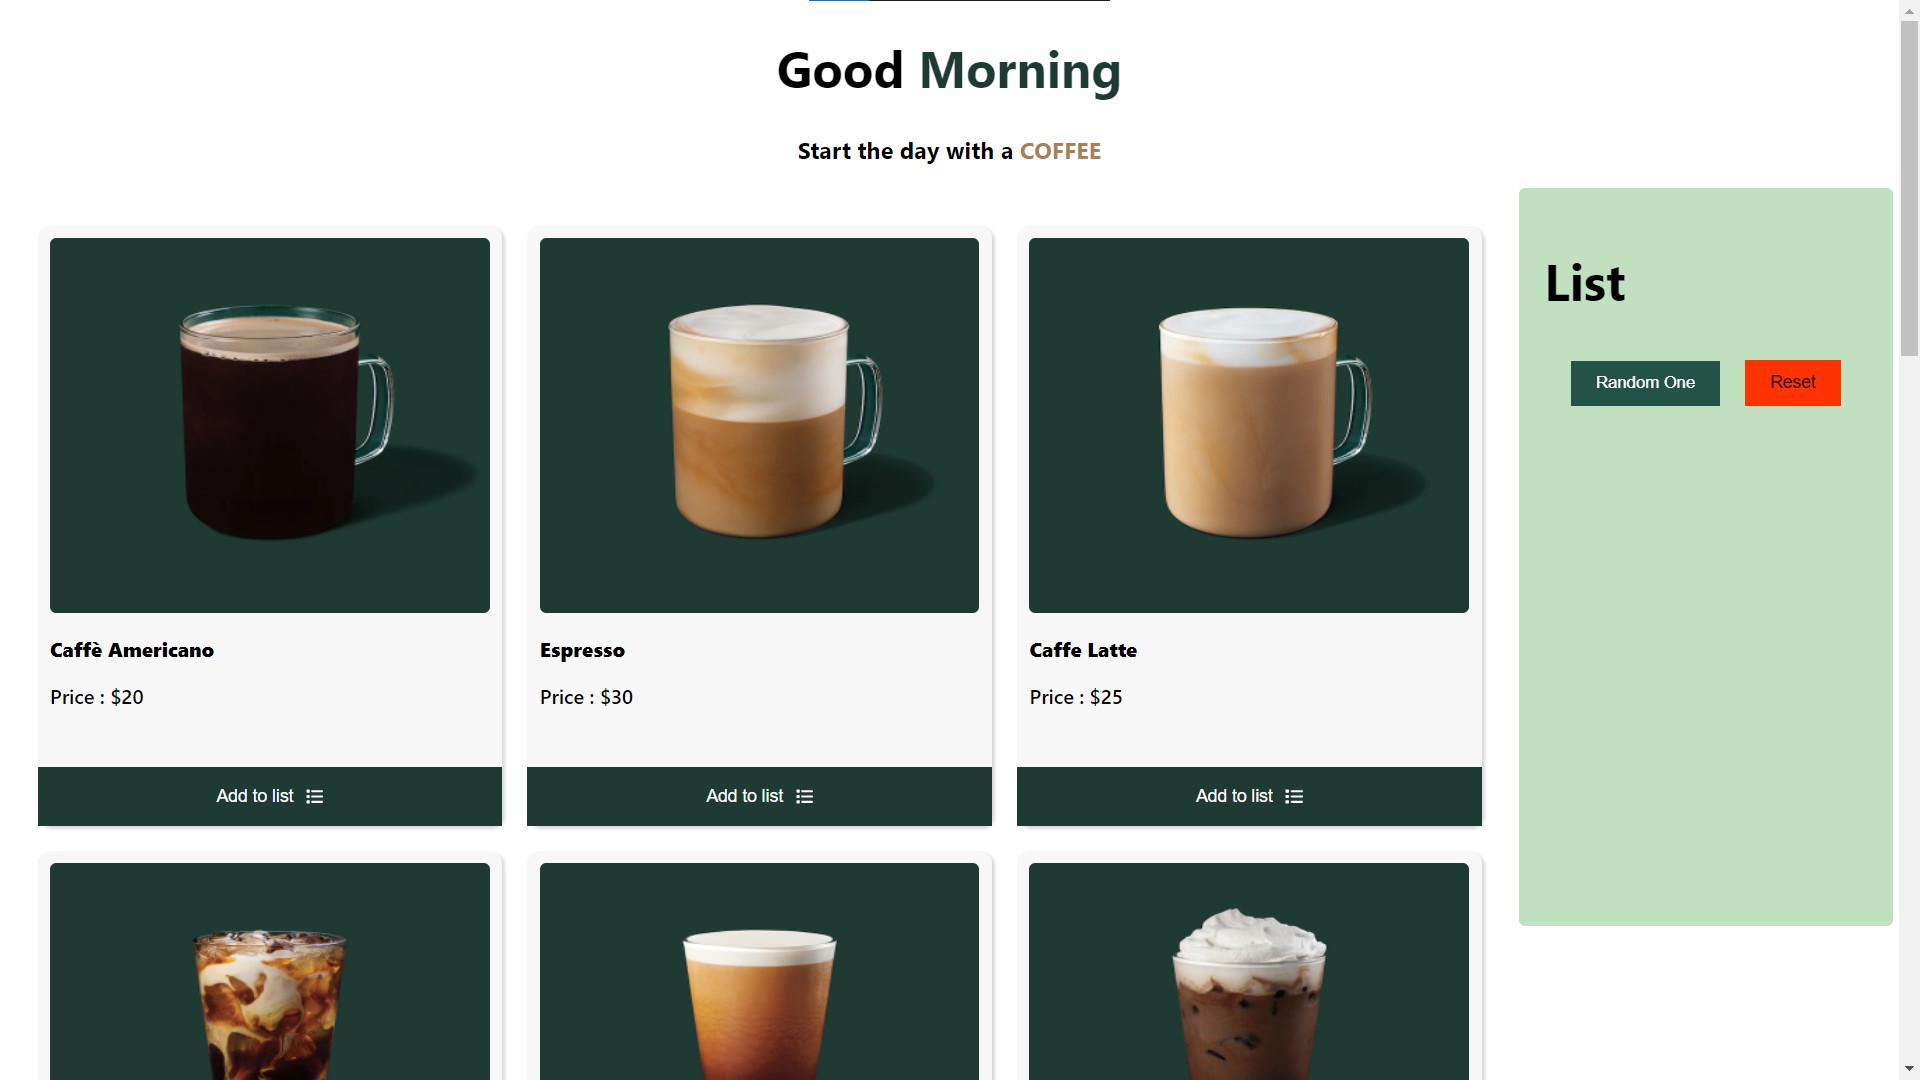 Good Morning
Start the day with a COFFEE
List
Random One
Reset
Caffè Americano
Price : $20
Add to list
Espresso
Price : $30
Add to list
Caffe Latte
Price : $25
Add to list